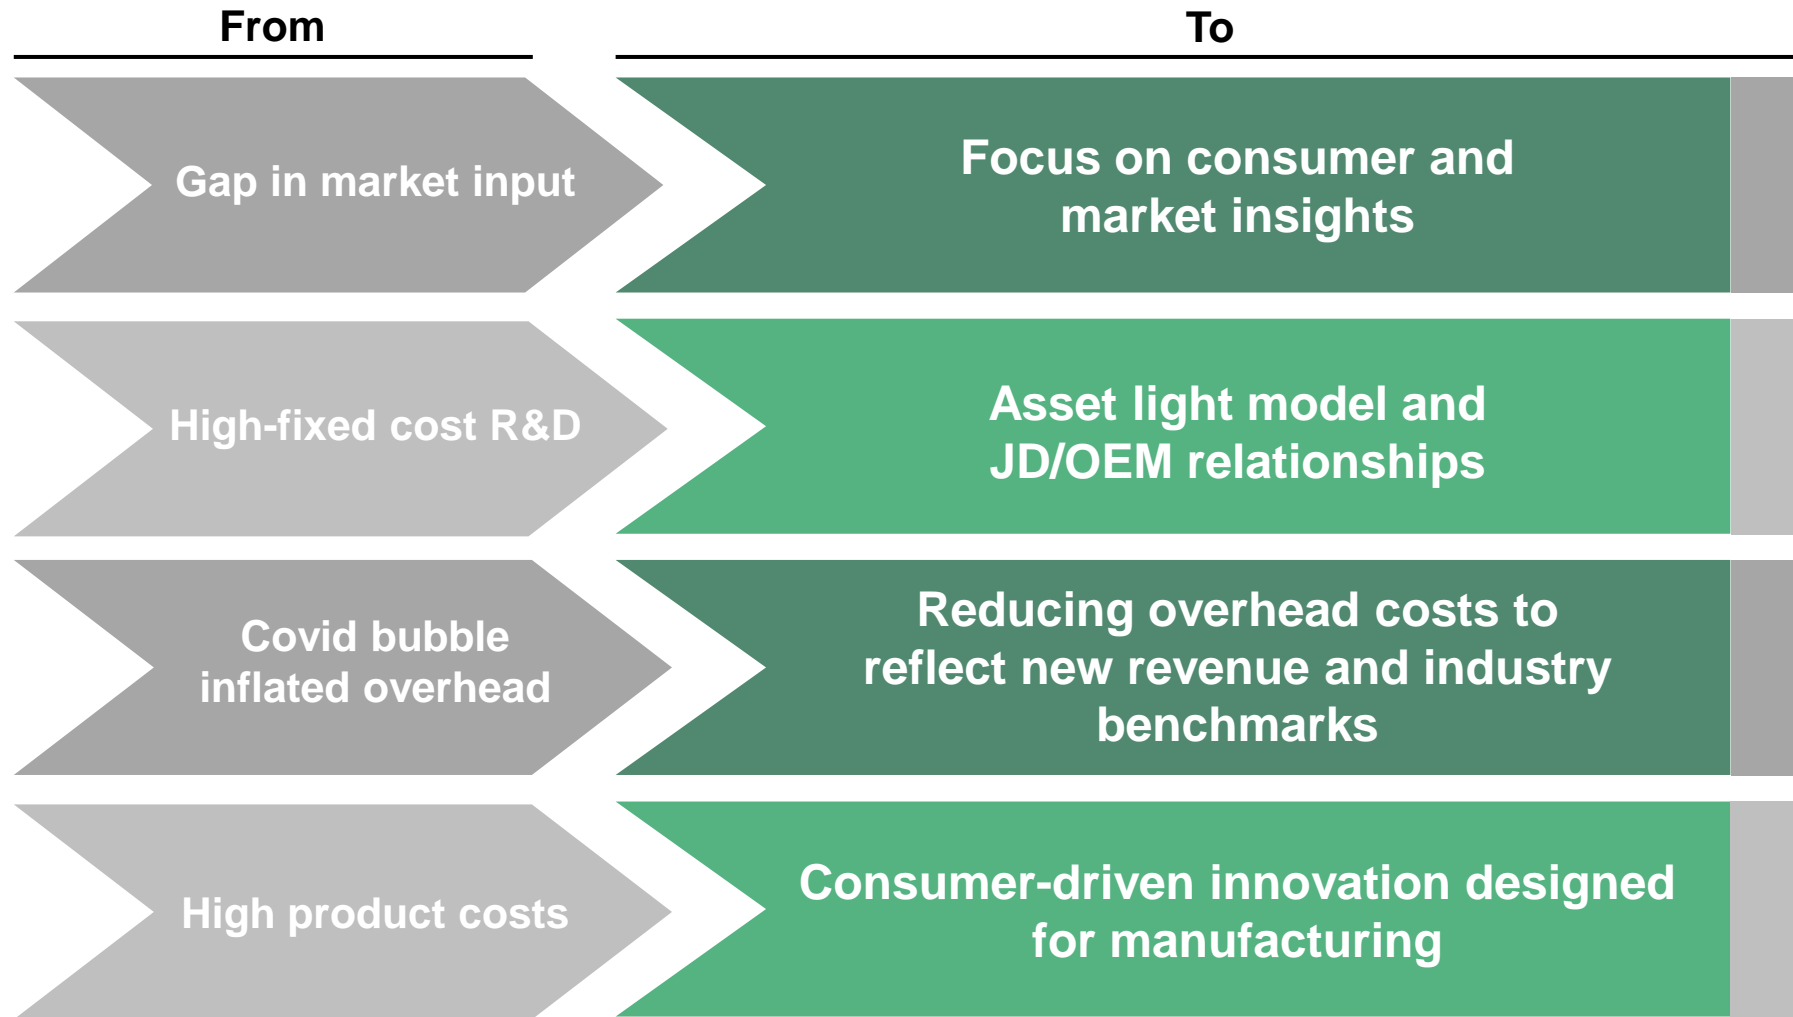 From
To
Gap in market input
Focus on consumer and
market insights
High-fixed cost R&D
Asset light model and
JD/OEM relationships
Covid bubble
inflated overhead
Reducing overhead costs to
reflect new revenue and industry
benchmarks
High product costs
Consumer-driven innovation designed
for manufacturing